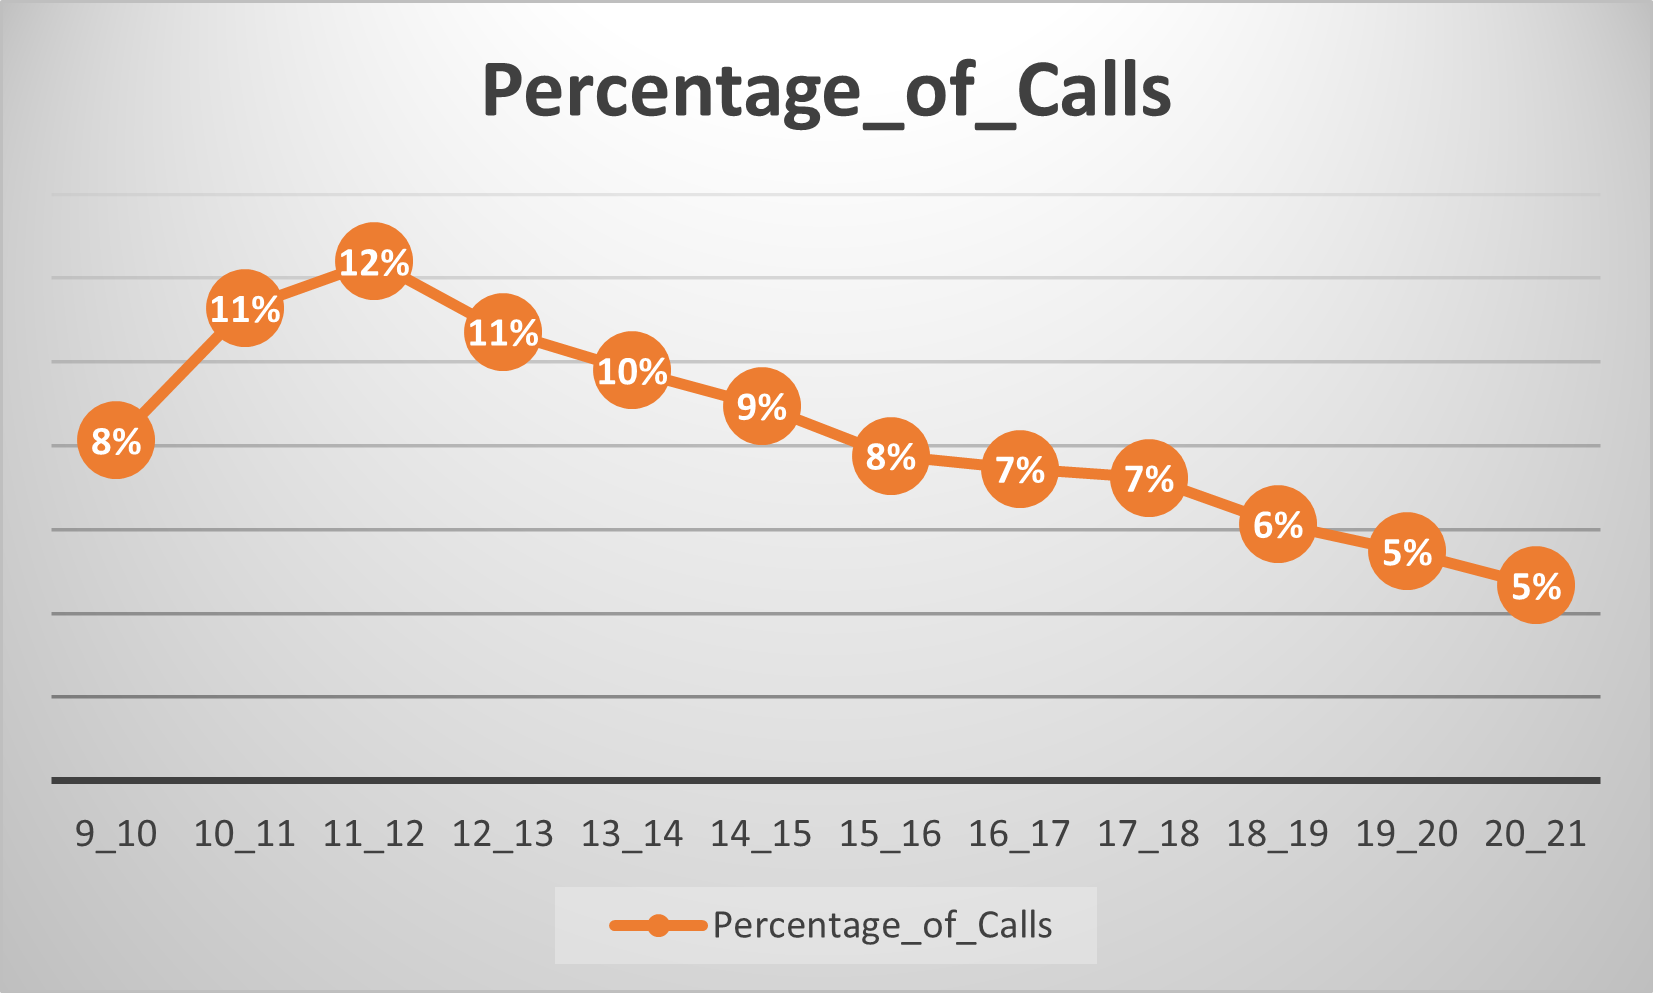 Percentage_of_Calls
8% 11% 12% 11% 10% 9% 8% 7% 7% 6% 5% 5%
9_10 10_11 11_12 12_13 13_14 14_15 15_16 16_17 17_18 18_19 19_20 20_21
Percentage_of_Calls